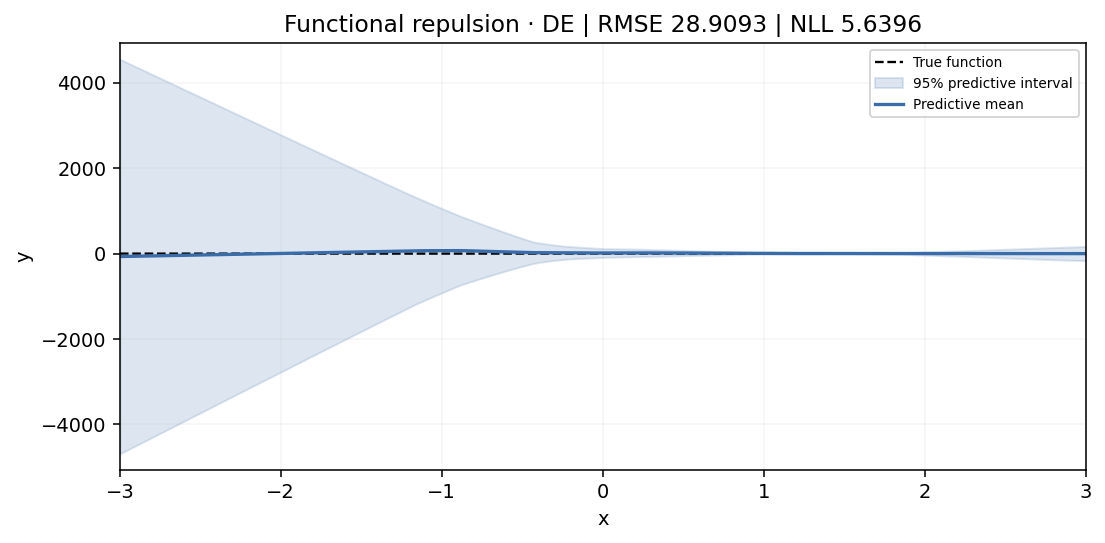 Functional repulsion · DE | RMSE 28.9093 | NLL 5.6396
True function
95% predictive interval
Predictive mean
4000
2000
0
−2000
−4000
y
−3
−2
−1
0
1
2
3
x